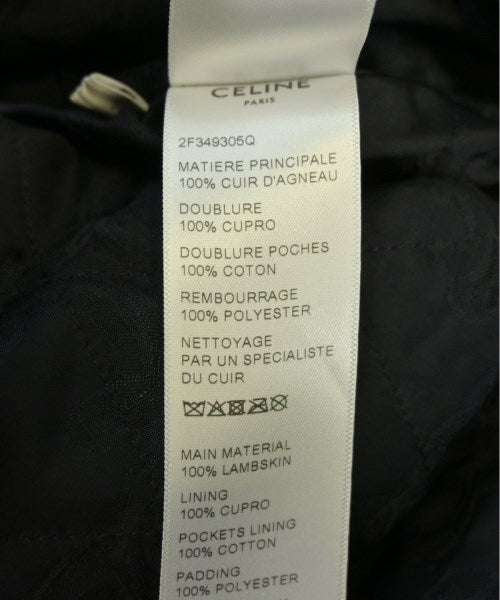 CELINE
PARIS
2F349305Q
MATIERE PRINCIPALE
100% CUIR D'AGNEAU
DOUBLURE
100% CUPRO
DOUBLURE POCHES
100% COTON
REMBOURRAGE
100% POLYESTER
NETTOYAGE
PAR UN SPECIALISTE
DU CUIR
MAIN MATERIAL
100% LAMBSKIN
LINING
100% CUPRO
POCKETS LINING
100% COTTON
PADDING
100% POLYESTER